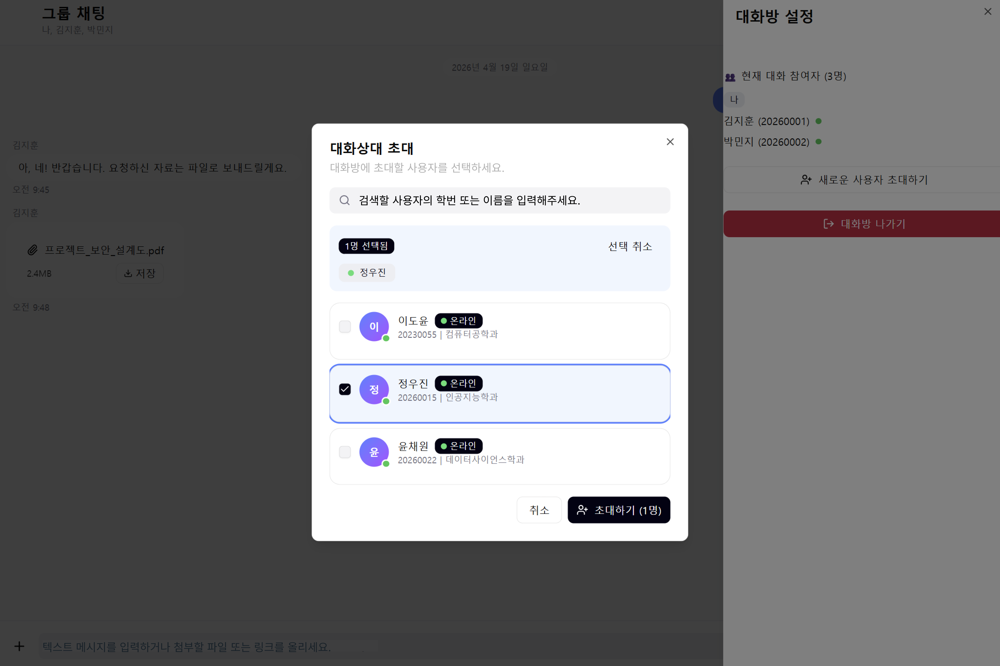 그룹 채팅
나, 김지훈, 박민지
2026년 4월 19일 일요일
김지훈
아, 네! 반갑습니다. 요청하신 자료는 파일로 보내드릴게요.
오전 9:45
김지훈
프로젝트_보안_설계도.pdf
2.4MB
저장
오전 9:48
텍스트 메시지를 입력하거나 첨부할 파일 또는 링크를 올리세요.
대화상대 초대
대화방에 초대할 사용자를 선택하세요.
검색할 사용자의 학번 또는 이름을 입력해주세요.
1명 선택됨
선택 취소
정우진
이
이도윤
온라인
20230055 | 컴퓨터공학과
정
정우진
온라인
20260015 | 인공지능학과
윤
윤채원
온라인
20260022 | 데이터사이언스학과
취소
초대하기 (1명)
대화방 설정
현재 대화 참여자 (3명)
나
김지훈 (20260001)
박민지 (20260002)
새로운 사용자 초대하기
대화방 나가기